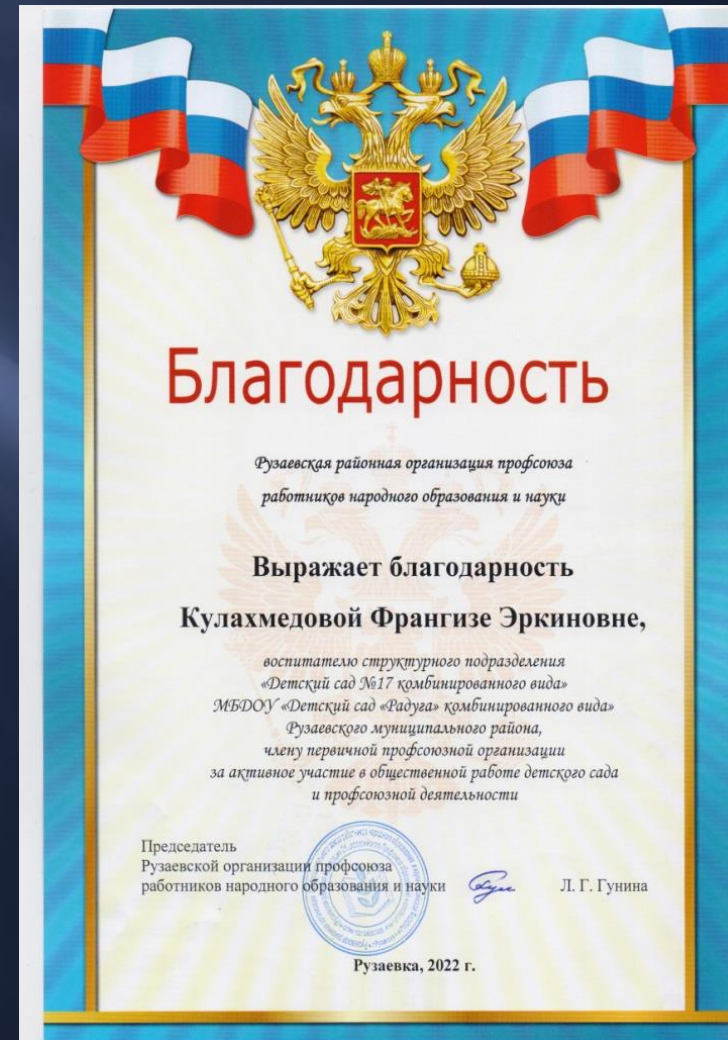 Благодарность
Рузаевская районная организация профсоюза
работников народного образования и науки
Выражает благодарность
Кулахмедовой Франгизе Эркиновне,
воспитателю структурного подразделения
«Детский сад №17 комбинированного вида»
МБДОУ «Детский сад «Радуга» комбинированного вида»
Рузаевского муниципального района,
члену первичной профсоюзной организации
за активное участие в общественной работе детского сада
и профсоюзной деятельности
Председатель
Рузаевской организации профсоюза
работников народного образования и науки Л. Г. Гунина
Рузаевка, 2022 г.